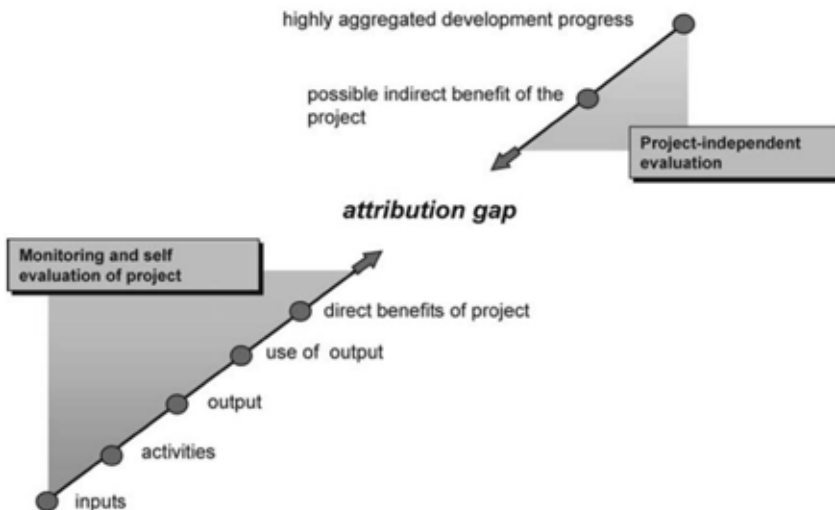 highly aggregated development progress
possible indirect benefit of the
project
Project-independent
evaluation
attribution gap
Monitoring and self
evaluation of project
direct benefits of project
use of output
output
activities
inputs